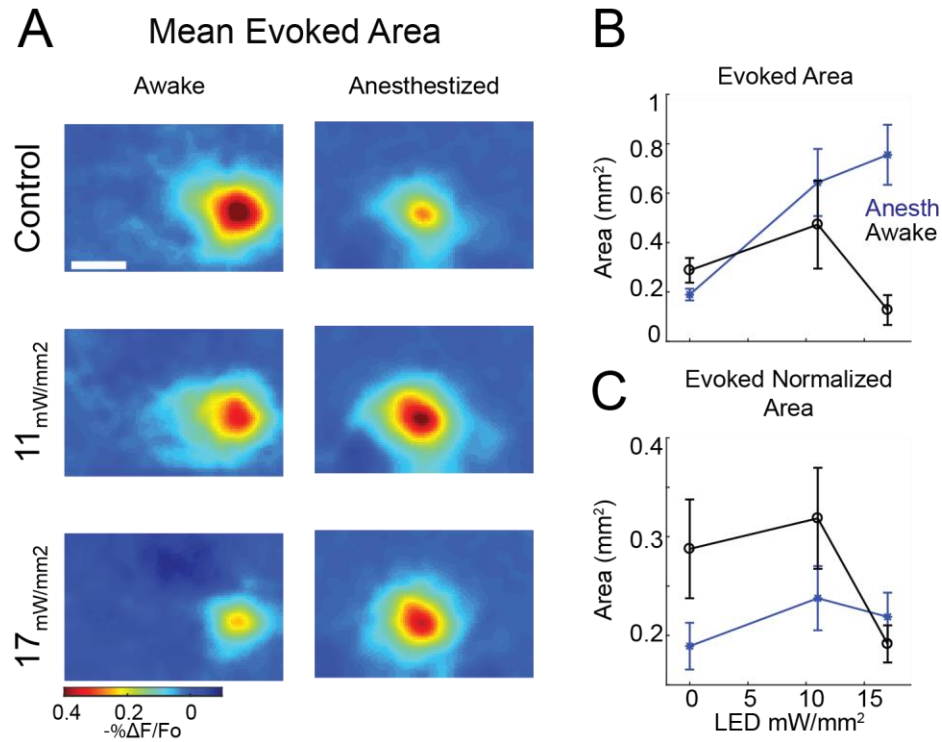 A
Mean Evoked Area
Awake
Anesthestized
Control
11mW/mm2
17mW/mm2
0.4
0.2
0
-%ΔF/Fo
B
Evoked Area
1
0.8
0.6
0.4
0.2
0
Area (mm²)
Anesth
Awake
C
Evoked Normalized
Area
0.4
0.3
0.2
Area (mm²)
0
5
10
15
LED mW/mm²